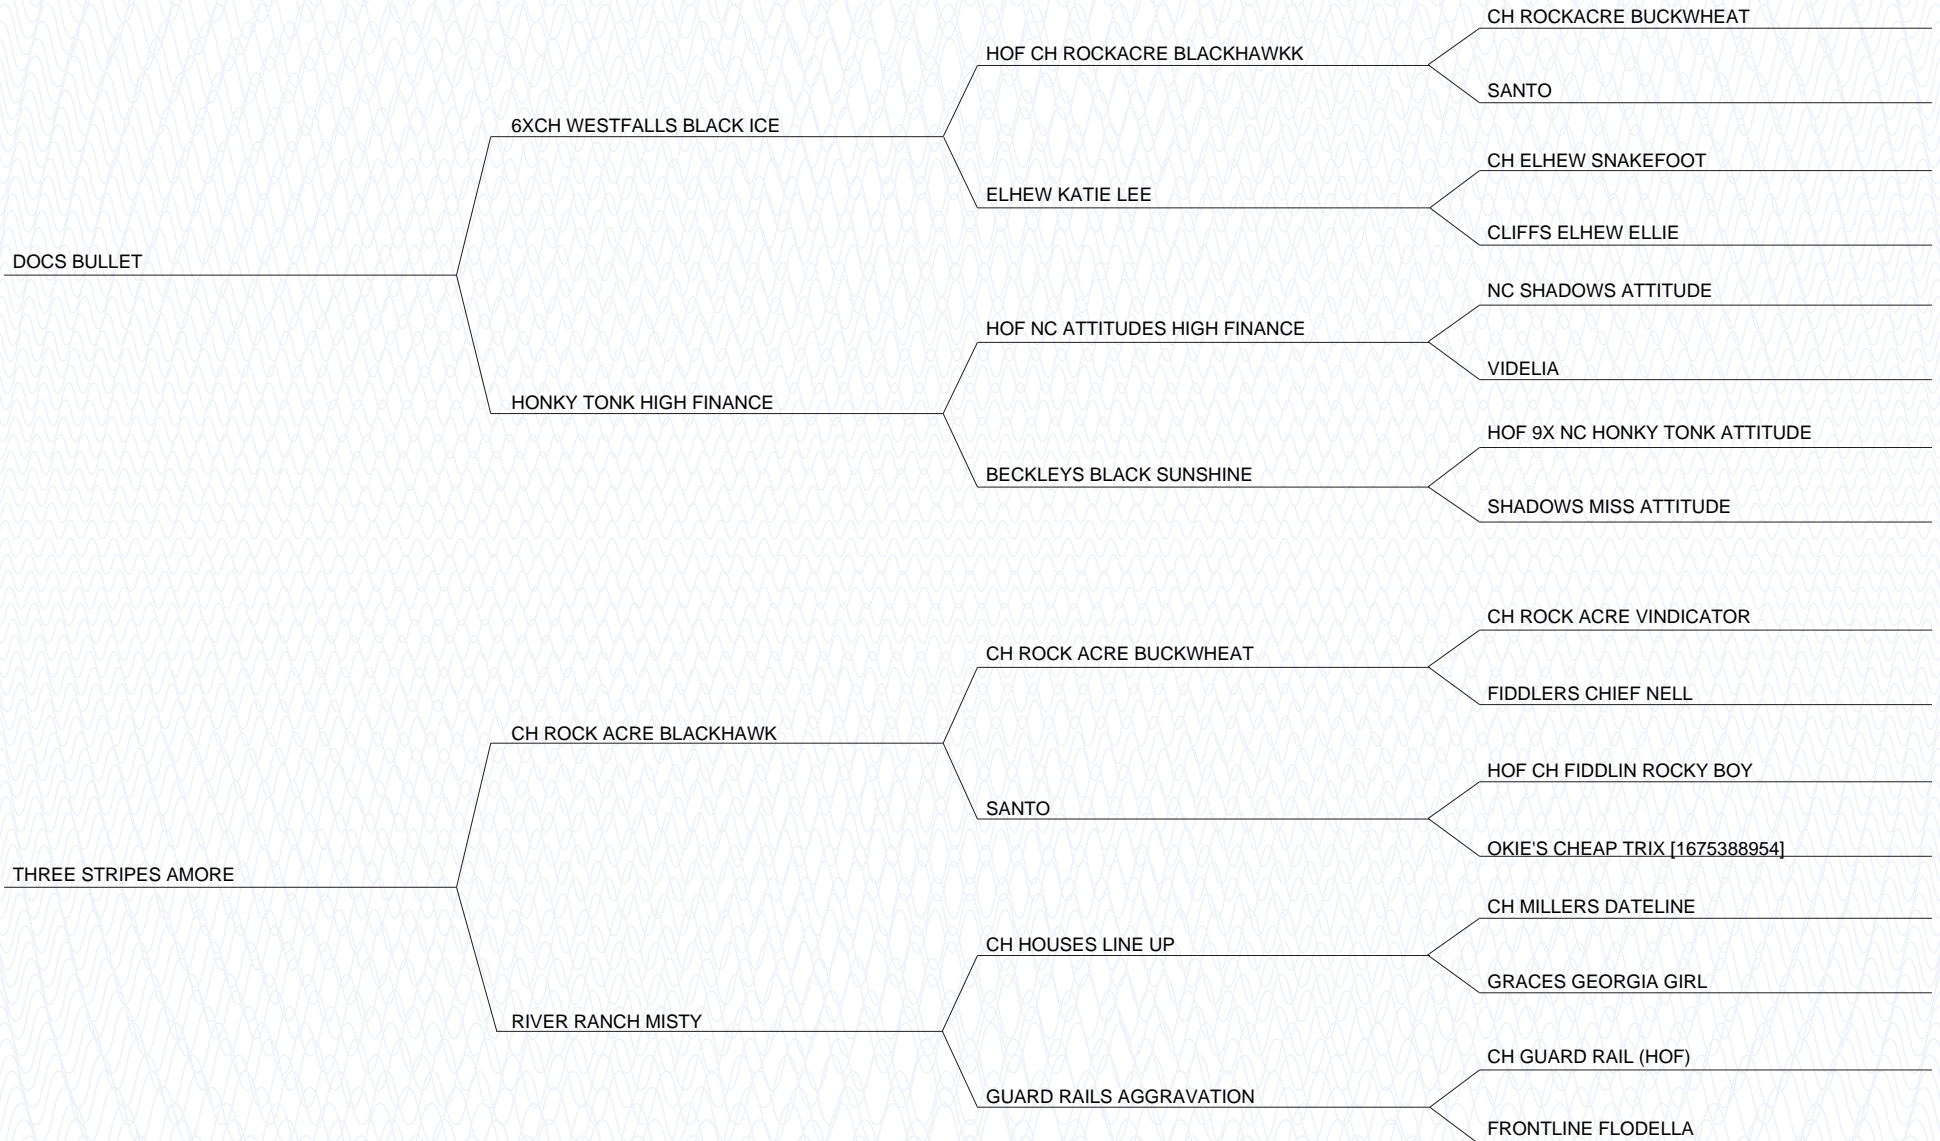 CH ROCKACRE BUCKWHEAT
HOF CH ROCKACRE BLACKHAWKK
SANTO
6XCH WESTFALLS BLACK ICE
CH ELHEW SNAKEFOOT
ELHEW KATIE LEE
CLIFFS ELHEW ELLIE
DOCS BULLET
NC SHADOWS ATTITUDE
HOF NC ATTITUDES HIGH FINANCE
VIDELIA
HONKY TONK HIGH FINANCE
HOF 9X NC HONKY TONK ATTITUDE
BECKLEYS BLACK SUNSHINE
SHADOWS MISS ATTITUDE
CH ROCK ACRE VINDICATOR
CH ROCK ACRE BUCKWHEAT
FIDDLERS CHIEF NELL
CH ROCK ACRE BLACKHAWK
HOF CH FIDDLIN ROCKY BOY
SANTO
OKIE'S CHEAP TRIX [1675388954]
THREE STRIPES AMORE
CH MILLERS DATELINE
CH HOUSES LINE UP
GRACES GEORGIA GIRL
RIVER RANCH MISTY
CH GUARD RAIL (HOF)
GUARD RAILS AGGRAVATION
FRONTLINE FLODELLA